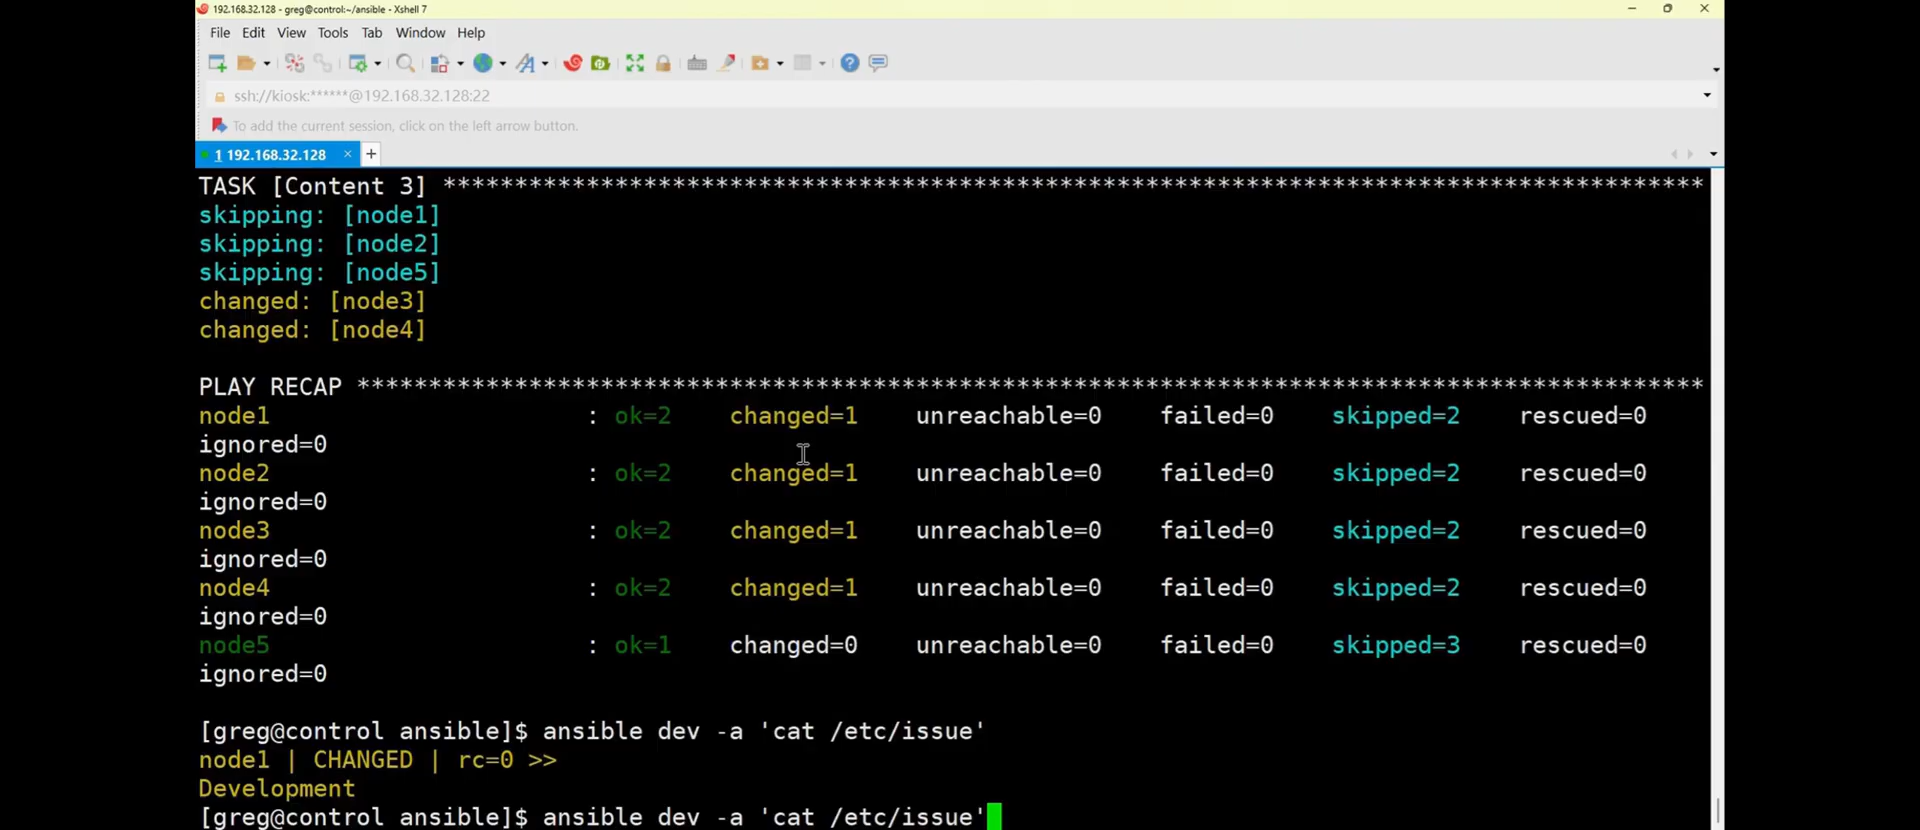 192.168.32.128 - greg@control:~/ansible - Xshell 7
File Edit View Tools Tab Window Help
ssh://kiosk:******@192.168.32.128:22
To add the current session, click on the left arrow button.
1 192.168.32.128 × +
TASK [Content 3] ****************************************************************************************
skipping: [node1]
skipping: [node2]
skipping: [node5]
changed: [node3]
changed: [node4]
PLAY RECAP **********************************************************************************************
node1 : ok=2 changed=1 unreachable=0 failed=0 skipped=2 rescued=0
ignored=0
node2 : ok=2 changed=1 unreachable=0 failed=0 skipped=2 rescued=0
ignored=0
node3 : ok=2 changed=1 unreachable=0 failed=0 skipped=2 rescued=0
ignored=0
node4 : ok=2 changed=1 unreachable=0 failed=0 skipped=2 rescued=0
ignored=0
node5 : ok=1 changed=0 unreachable=0 failed=0 skipped=3 rescued=0
ignored=0
[greg@control ansible]$ ansible dev -a 'cat /etc/issue'
node1 | CHANGED | rc=0 >>
Development
[greg@control ansible]$ ansible dev -a 'cat /etc/issue'